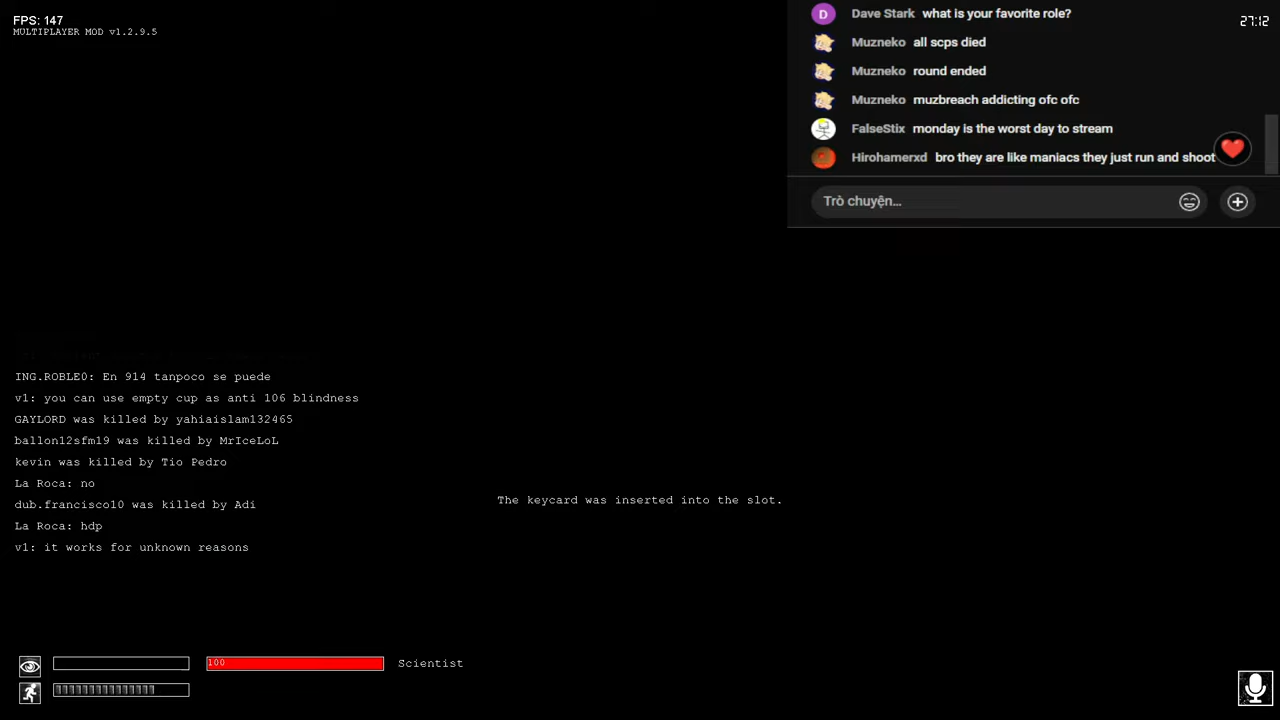 FPS: 147
MULTIPLAYER MOD v1.2.9.5
27:12
D Dave Stark what is your favorite role?
Muzneko all scps died
Muzneko round ended
Muzneko muzbreach addicting ofc ofc
FalseStix monday is the worst day to stream
Hirohamerxd bro they are like maniacs they just run and shoot
Trò chuyện...
ING.ROBLE0: En 914 tanpoco se puede
v1: you can use empty cup as anti 106 blindness
GAYLORD was killed by yahiaislam132465
ballon12sfm19 was killed by MrIceLoL
kevin was killed by Tio Pedro
La Roca: no
The keycard was inserted into the slot.
dub.francisco10 was killed by Adi
La Roca: hdp
v1: it works for unknown reasons
100 Scientist